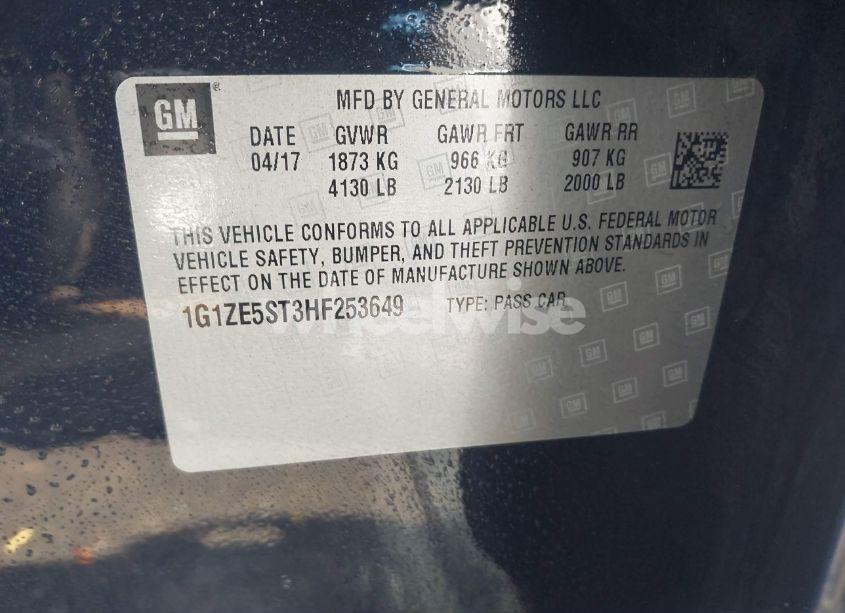 GM
®
MFD BY GENERAL MOTORS LLC
DATE GVWR GAWR FRT GAWR RR
04/17 1873 KG 966 KG 907 KG
4130 LB 2130 LB 2000 LB
THIS VEHICLE CONFORMS TO ALL APPLICABLE U.S. FEDERAL MOTOR
VEHICLE SAFETY, BUMPER, AND THEFT PREVENTION STANDARDS IN
EFFECT ON THE DATE OF MANUFACTURE SHOWN ABOVE.
1G1ZE5ST3HF253649 TYPE: PASS CAR
wheelwise